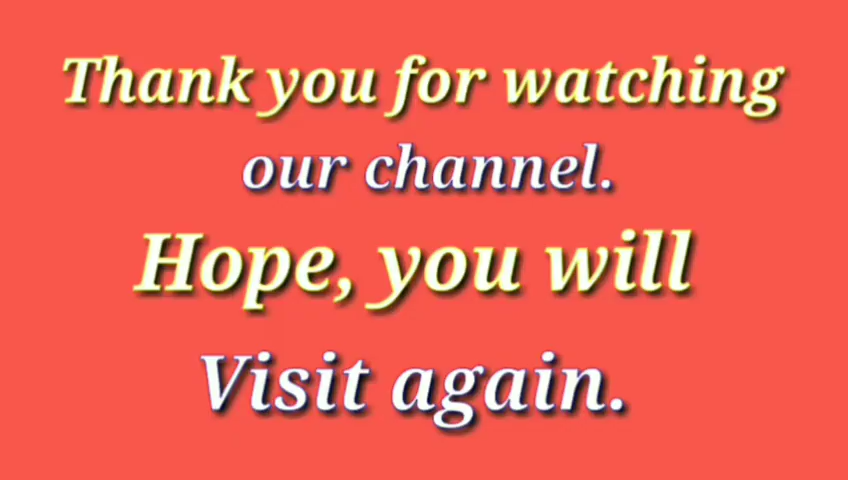 Thank you for watching
our channel.
Hope, you will
Visit again.